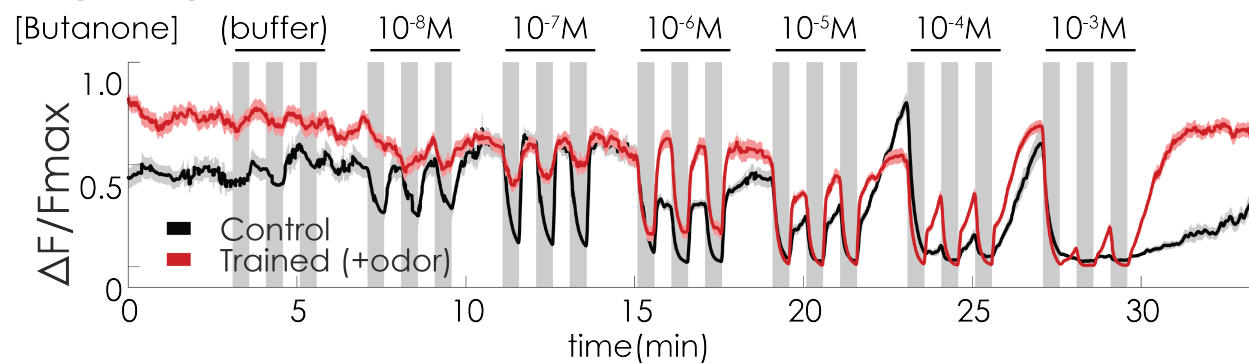 [Butanone] (buffer) 10⁻⁸M 10⁻⁷M 10⁻⁶M 10⁻⁵M 10⁻⁴M 10⁻³M
1.0
0.5
0
ΔF/Fmax
Control
Trained (+odor)
0 5 10 15 20 25 30
time(min)